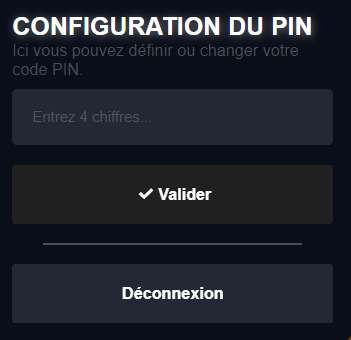 CONFIGURATION DU PIN
Ici vous pouvez définir ou changer votre
code PIN.
Entrez 4 chiffres...
Valider
Déconnexion